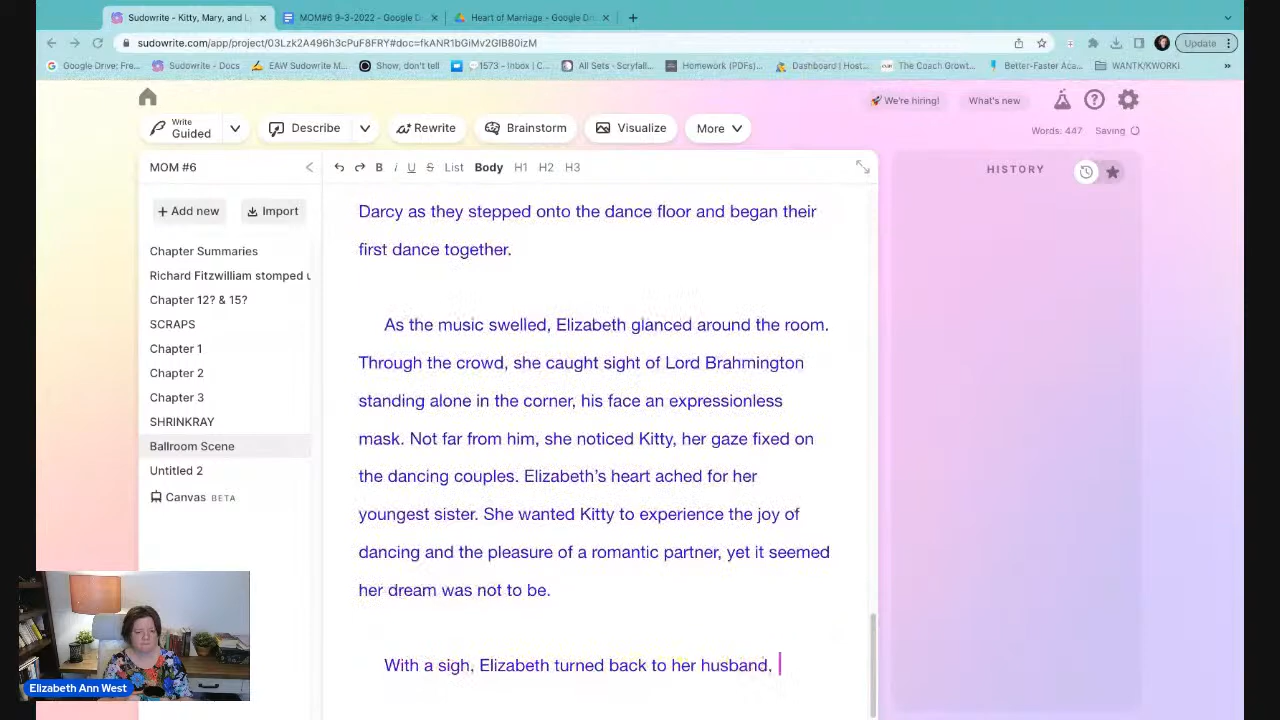 Sudowrite - Kitty, Mary, and Ly
MOM#6 9-3-2022 - Google D
Heart of Marriage - Google Driv
sudowrite.com/app/project/03Lzk2A496h3cPuF8FRY#doc=fkANR1bGiMv2GIB80izM
Update
Google Drive: Fre...
Sudowrite - Docs
EAW Sudowrite M...
Show, don't tell
1573 – Inbox | C...
All Sets · Scryfall...
Homework (PDFs)...
Dashboard | Host...
The Coach Growt...
Better-Faster Aca...
WANTK/KWORKI
»
We're hiring!
What's new
Write
Guided
Describe
Rewrite
Brainstorm
Visualize
More
Words: 447
Saving
MOM #6
B i U S List Body H1 H2 H3
HISTORY
+ Add new
Import
Chapter Summaries
Richard Fitzwilliam stomped u
Chapter 12? & 15?
SCRAPS
Chapter 1
Chapter 2
Chapter 3
SHRINKRAY
Ballroom Scene
Untitled 2
Canvas BETA
Darcy as they stepped onto the dance floor and began their
first dance together.
As the music swelled, Elizabeth glanced around the room.
Through the crowd, she caught sight of Lord Brahmington
standing alone in the corner, his face an expressionless
mask. Not far from him, she noticed Kitty, her gaze fixed on
the dancing couples. Elizabeth's heart ached for her
youngest sister. She wanted Kitty to experience the joy of
dancing and the pleasure of a romantic partner, yet it seemed
her dream was not to be.
With a sigh, Elizabeth turned back to her husband,
Elizabeth Ann West